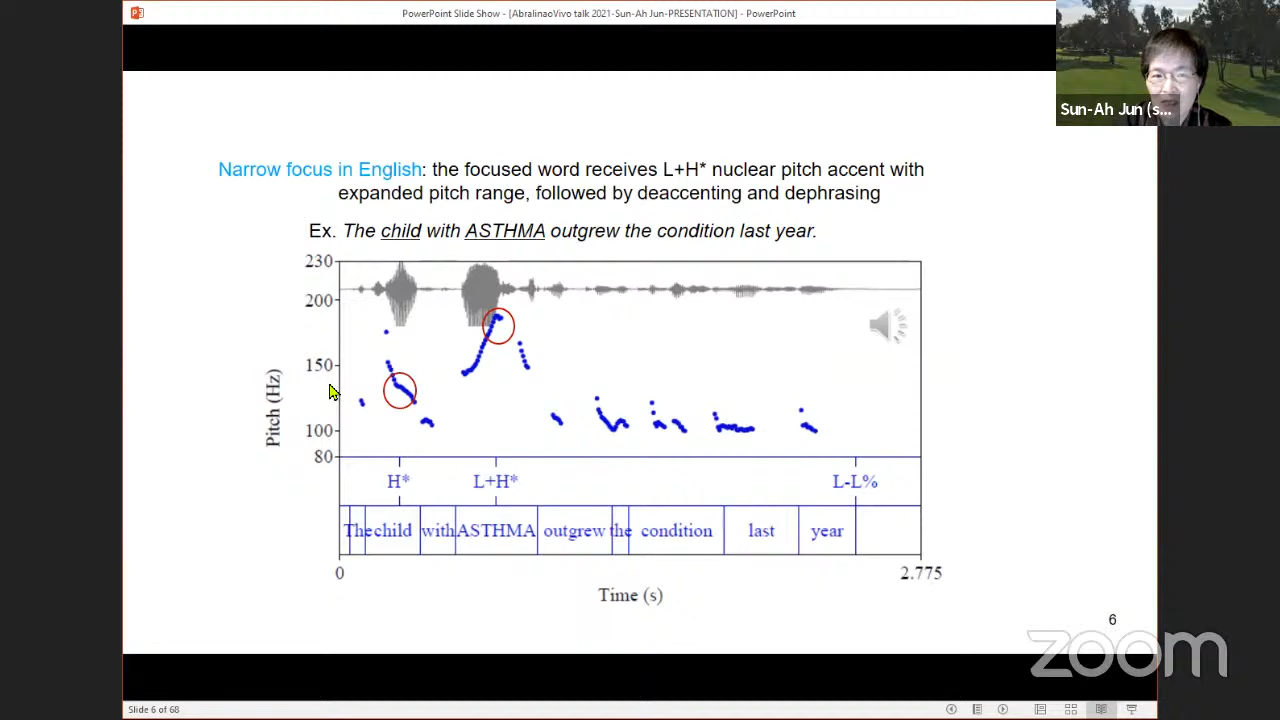 PowerPoint Slide Show - [AbralinaoVivo talk 2021-Sun-Ah Jun-PRESENTATION] - PowerPoint
Sun-Ah Jun (s...
Narrow focus in English: the focused word receives L+H* nuclear pitch accent with
expanded pitch range, followed by deaccenting and dephrasing
Ex. The child with ASTHMA outgrew the condition last year.
230
200
150
100
80
Pitch (Hz)
H* L+H* L-L%
The child with ASTHMA outgrew the condition last year
0 2.775
Time (s)
6
zoom
Slide 6 of 68